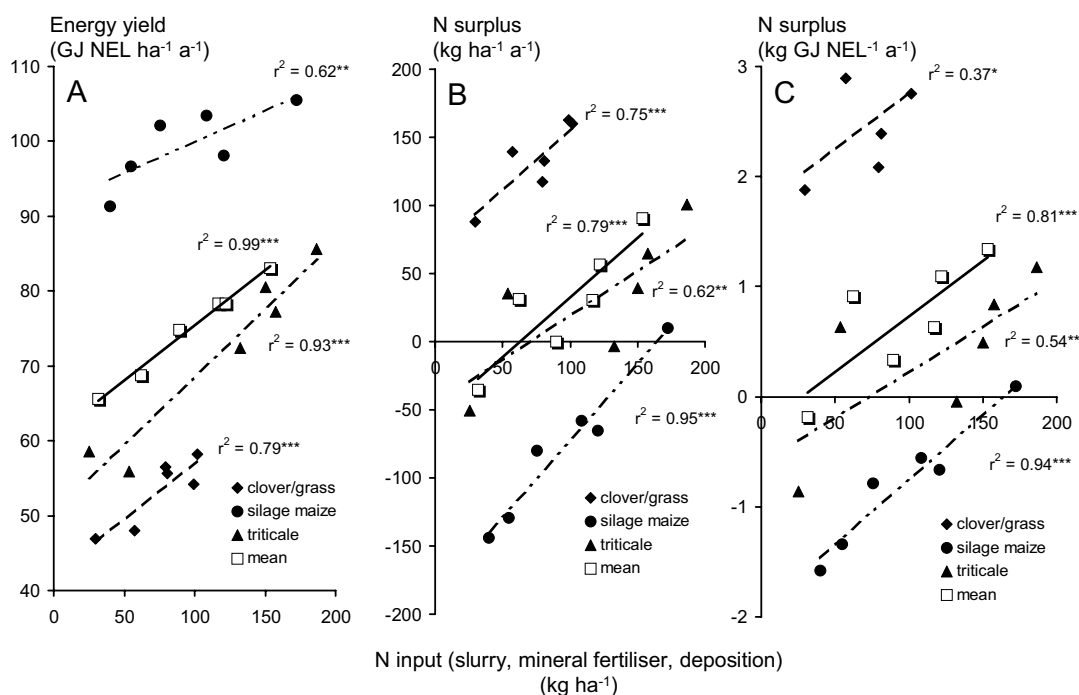 Energy yield
(GJ NEL ha⁻¹ a⁻¹)
110
100
90
80
70
60
50
40
0
50
100
150
200
A
r² = 0.62**
r² = 0.99***
r² = 0.93***
r² = 0.79***
clover/grass
silage maize
triticale
mean
N surplus
(kg ha⁻¹ a⁻¹)
200
150
100
50
0
-50
-100
-150
-200
0
50
100
150
200
B
r² = 0.75***
r² = 0.79***
r² = 0.62**
r² = 0.95***
clover/grass
silage maize
triticale
mean
N surplus
(kg GJ NEL⁻¹ a⁻¹)
3
2
1
0
-1
-2
0
50
100
150
200
C
r² = 0.37*
r² = 0.81***
r² = 0.54**
r² = 0.94***
clover/grass
silage maize
triticale
mean
N input (slurry, mineral fertiliser, deposition)
(kg ha⁻¹)